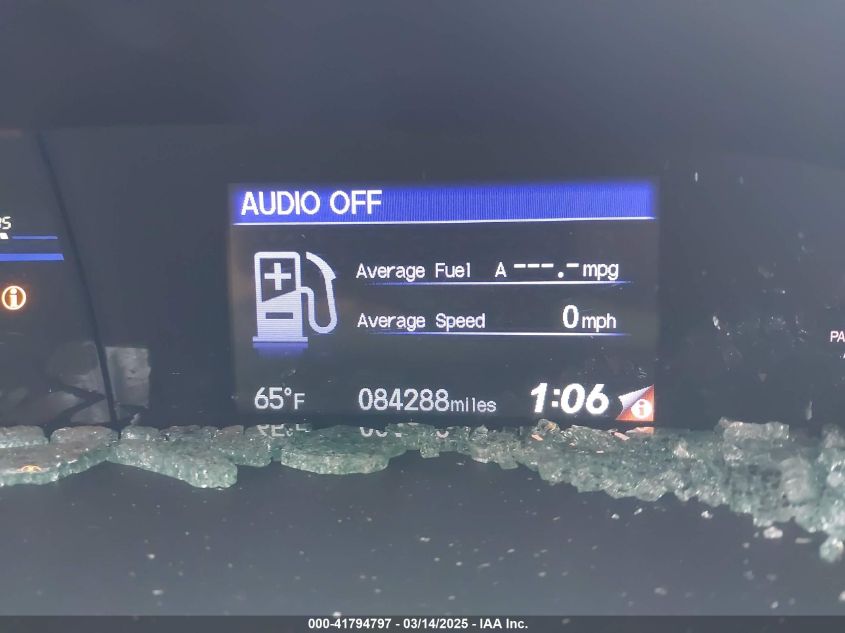 AUDIO OFF
Average Fuel A ---.- mpg
Average Speed 0 mph
65°F 084288 miles 1:06
000-41794797 - 03/14/2025 - IAA Inc.